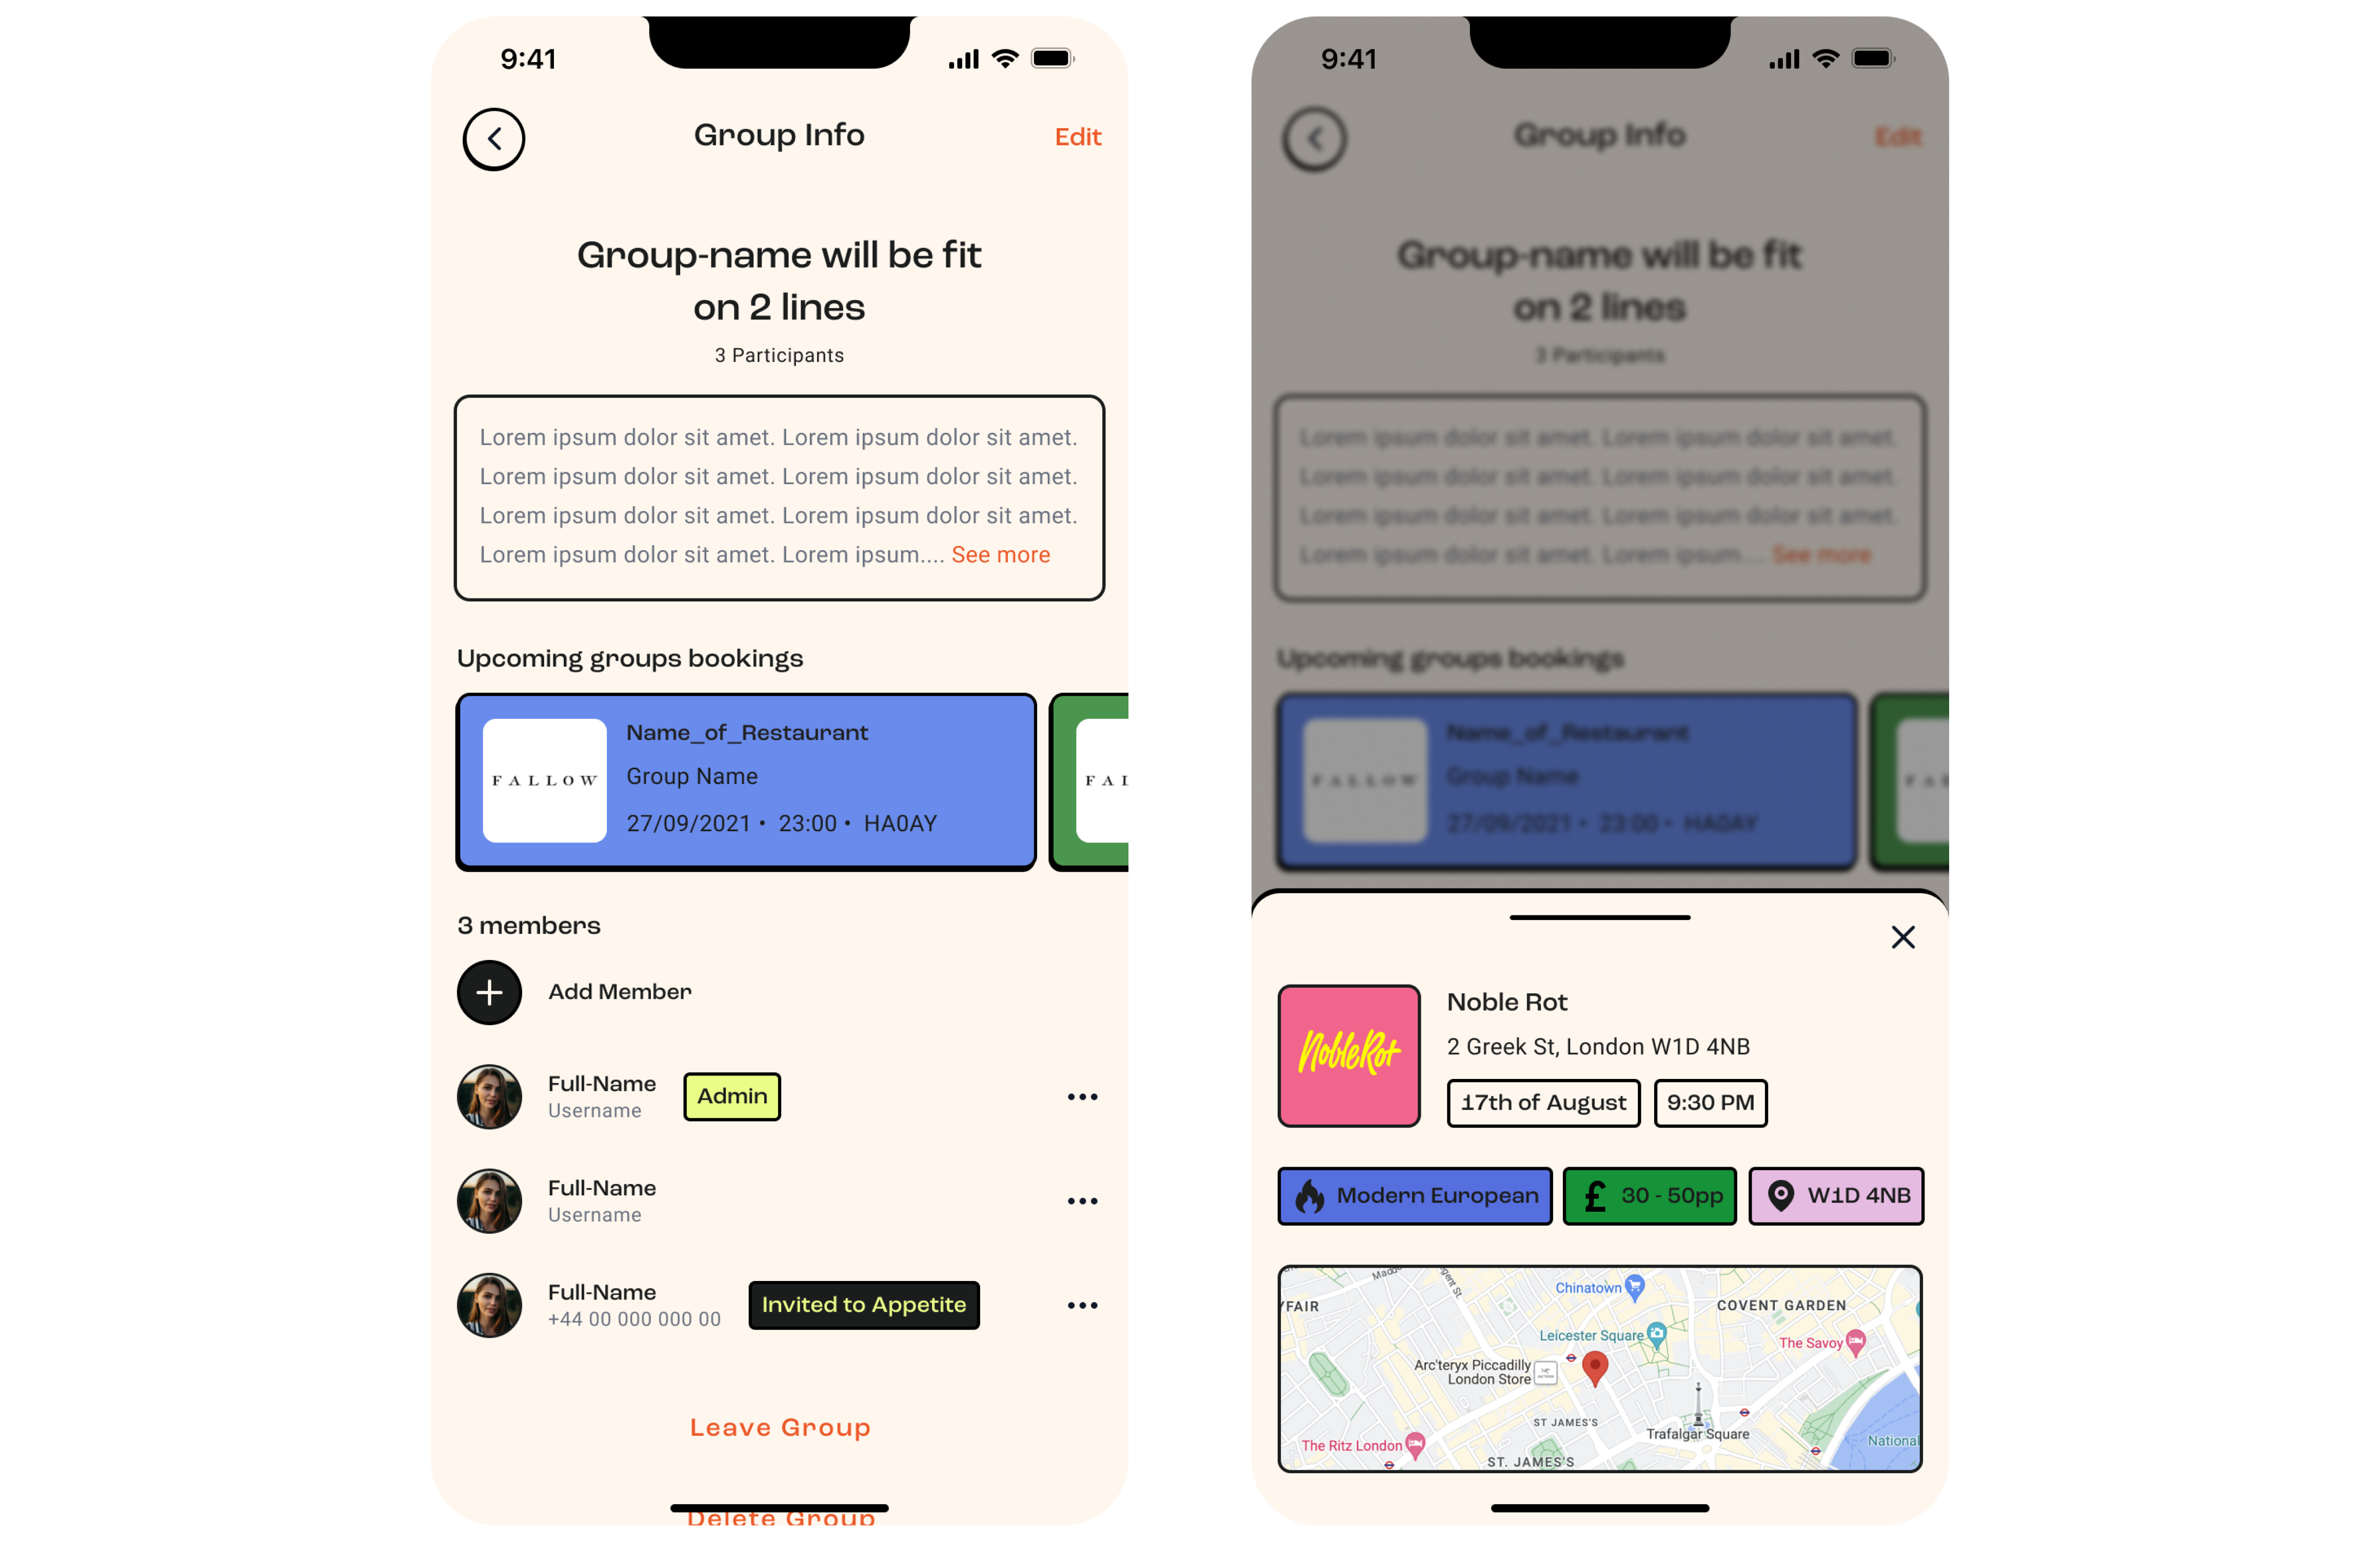 9:41
Group Info
Edit
Group-name will be fit
on 2 lines
3 Participants
Lorem ipsum dolor sit amet. Lorem ipsum dolor sit amet.
Lorem ipsum dolor sit amet. Lorem ipsum dolor sit amet.
Lorem ipsum dolor sit amet. Lorem ipsum dolor sit amet.
Lorem ipsum dolor sit amet. Lorem ipsum.... See more
Upcoming groups bookings
FALLOW
Name_of_Restaurant
Group Name
27/09/2021 • 23:00 • HA0AY
FAL
3 members
Add Member
Full-Name
Username
Admin
Full-Name
Username
Full-Name
+44 00 000 000 00
Invited to Appetite
Leave Group
Delete Group
9:41
Group Info
Edit
Group-name will be fit
on 2 lines
3 Participants
Lorem ipsum dolor sit amet. Lorem ipsum dolor sit amet.
Lorem ipsum dolor sit amet. Lorem ipsum dolor sit amet.
Lorem ipsum dolor sit amet. Lorem ipsum dolor sit amet.
Lorem ipsum dolor sit amet. Lorem ipsum.... See more
Upcoming groups bookings
FALLOW
Name_of_Restaurant
Group Name
27/09/2021 • 23:00 • HA0AY
Noble Rot
Noble Rot
2 Greek St, London W1D 4NB
17th of August
9:30 PM
Modern European
£ 30 - 50pp
W1D 4NB
YFAIR
Chinatown
COVENT GARDEN
Leicester Square
The Savoy
Arc'teryx Piccadilly
London Store
ST JAMES'S
Trafalgar Square
The Ritz London
National
ST. JAMES'S